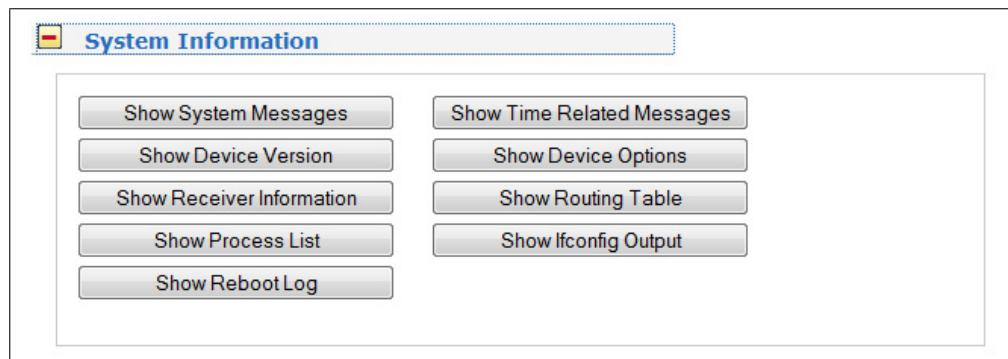 System Information
Show System Messages
Show Time Related Messages
Show Device Version
Show Device Options
Show Receiver Information
Show Routing Table
Show Process List
Show Ifconfig Output
Show Reboot Log